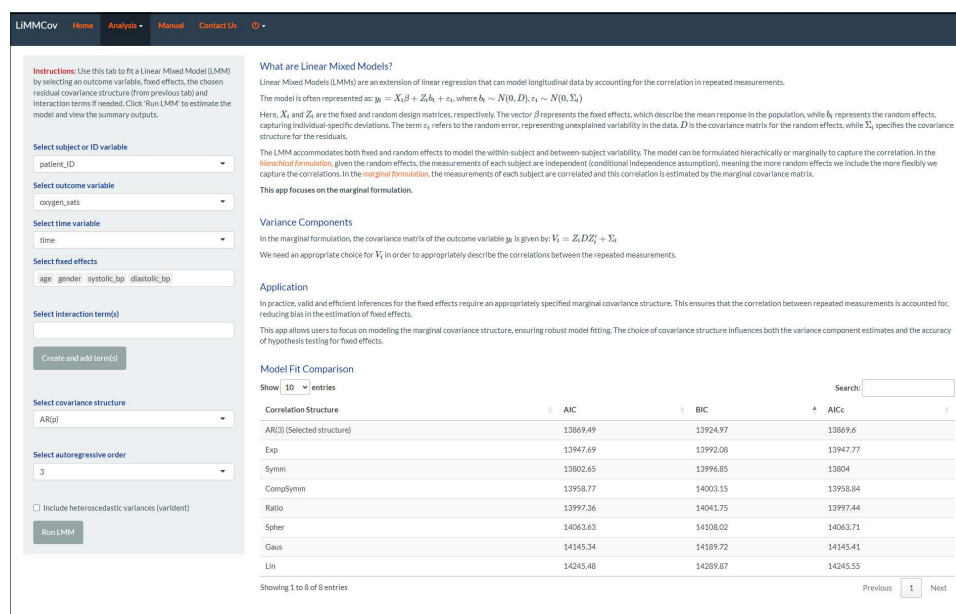 LiMMCov Home Analysis Manual Contact Us
Instructions: Use this tab to fit a Linear Mixed Model (LMM)
by selecting an outcome variable, fixed effects, the chosen
residual covariance structure (from previous tab) and
interaction terms if needed. Click 'Run LMM' to estimate the
model and view the summary outputs.
Select subject or ID variable
patient_ID
Select outcome variable
oxygen_sats
Select time variable
time
Select fixed effects
age gender systolic_bp diastolic_bp
Select interaction term(s)
Create and add term(s)
Select covariance structure
AR(p)
Select autoregressive order
3
Include heteroscedastic variances (varIdent)
Run LMM
What are Linear Mixed Models?
Linear Mixed Models (LMMs) are an extension of linear regression that can model longitudinal data by accounting for the correlation in repeated measurements.
The model is often represented as: y_i = X_iβ + Z_ib_i + ε_i, where b_i ∼ N(0, D), ε_i ∼ N(0, Σ_i)
Here, X_i and Z_i are the fixed and random design matrices, respectively. The vector β represents the fixed effects, which describe the mean response in the population, while b_i represents the random effects,
capturing individual-specific deviations. The term ε_i refers to the random error, representing unexplained variability in the data. D is the covariance matrix for the random effects, while Σ_i specifies the covariance
structure for the residuals.
The LMM accommodates both fixed and random effects to model the within-subject and between-subject variability. The model can be formulated hierarchically or marginally to capture the correlation. In the
hierachical formulation, given the random effects, the measurements of each subject are independent (conditional independence assumption), meaning the more random effects we include the more flexibly we
capture the correlations. In the marginal formulation, the measurements of each subject are correlated and this correlation is estimated by the marginal covariance matrix.
This app focuses on the marginal formulation.
Variance Components
In the marginal formulation, the covariance matrix of the outcome variable y_i is given by: V_i = Z_iDZ_i′ + Σ_i
We need an appropriate choice for V_i in order to appropriately describe the correlations between the repeated measurements.
Application
In practice, valid and efficient inferences for the fixed effects require an appropriately specified marginal covariance structure. This ensures that the correlation between repeated measurements is accounted for,
reducing bias in the estimation of fixed effects.
This app allows users to focus on modeling the marginal covariance structure, ensuring robust model fitting. The choice of covariance structure influences both the variance component estimates and the accuracy
of hypothesis testing for fixed effects.
Model Fit Comparison
Show 10 entries Search:
Correlation Structure AIC BIC AICc
AR(3) (Selected structure) 13869.49 13924.97 13869.6
Exp 13947.69 13992.08 13947.77
Symm 13802.65 13996.85 13804
CompSymm 13958.77 14003.15 13958.84
Ratio 13997.36 14041.75 13997.44
Spher 14063.63 14108.02 14063.71
Gaus 14145.34 14189.72 14145.41
Lin 14245.48 14289.87 14245.55
Showing 1 to 8 of 8 entries Previous 1 Next